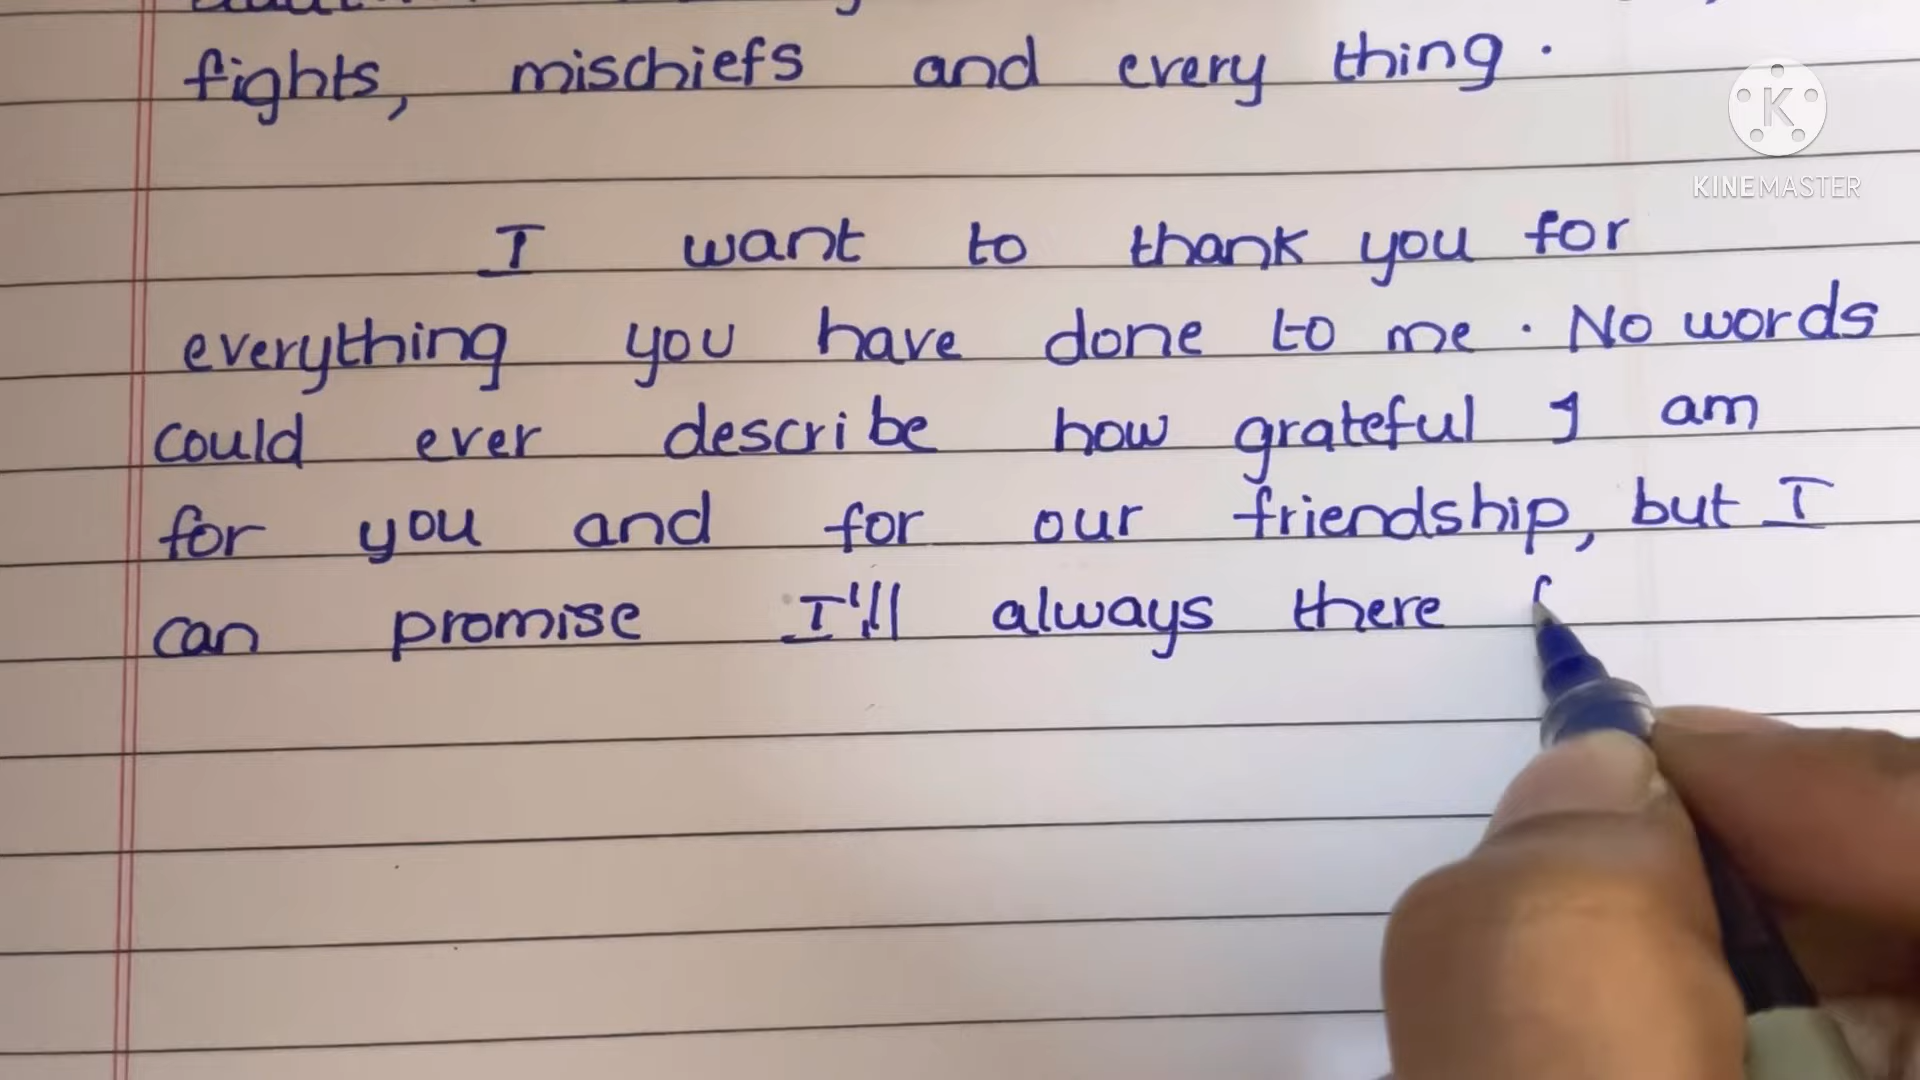 fights, mischiefs and every thing.
K
KINEMASTER
I want to thank you for
everything you have done to me. No words
could ever describe how grateful I am
for you and for our friendship, but I
can promise I'll always there f